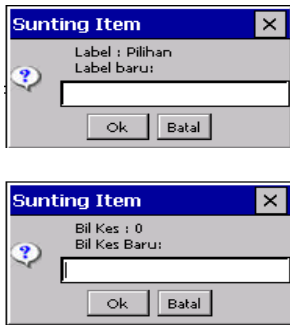 Sunting Item
Label : Pilihan
Label baru:
Ok Batal
Sunting Item
Bil Kes : 0
Bil Kes Baru:
Ok Batal